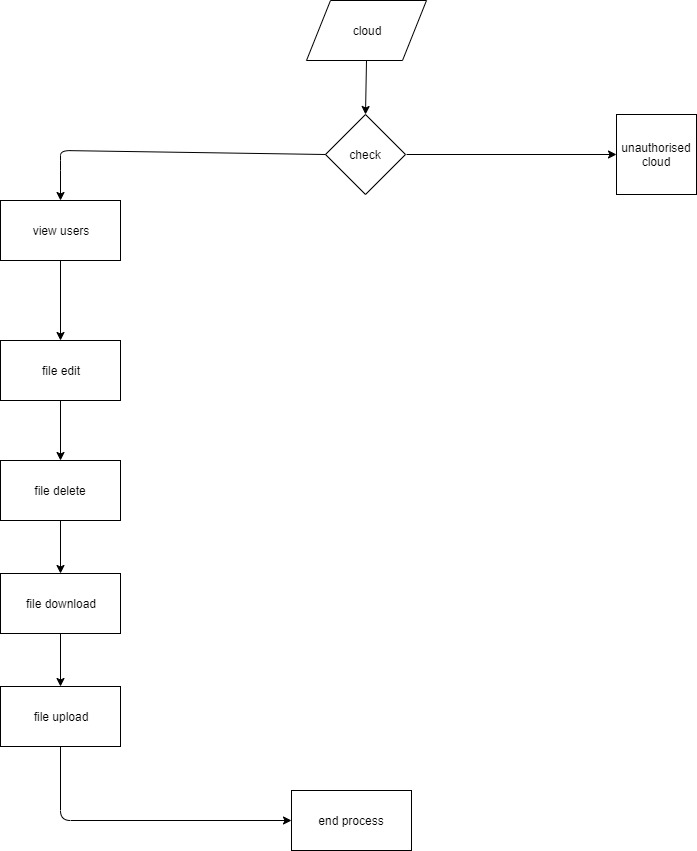 cloud
check
unauthorised
cloud
view users
file edit
file delete
file download
file upload
end process